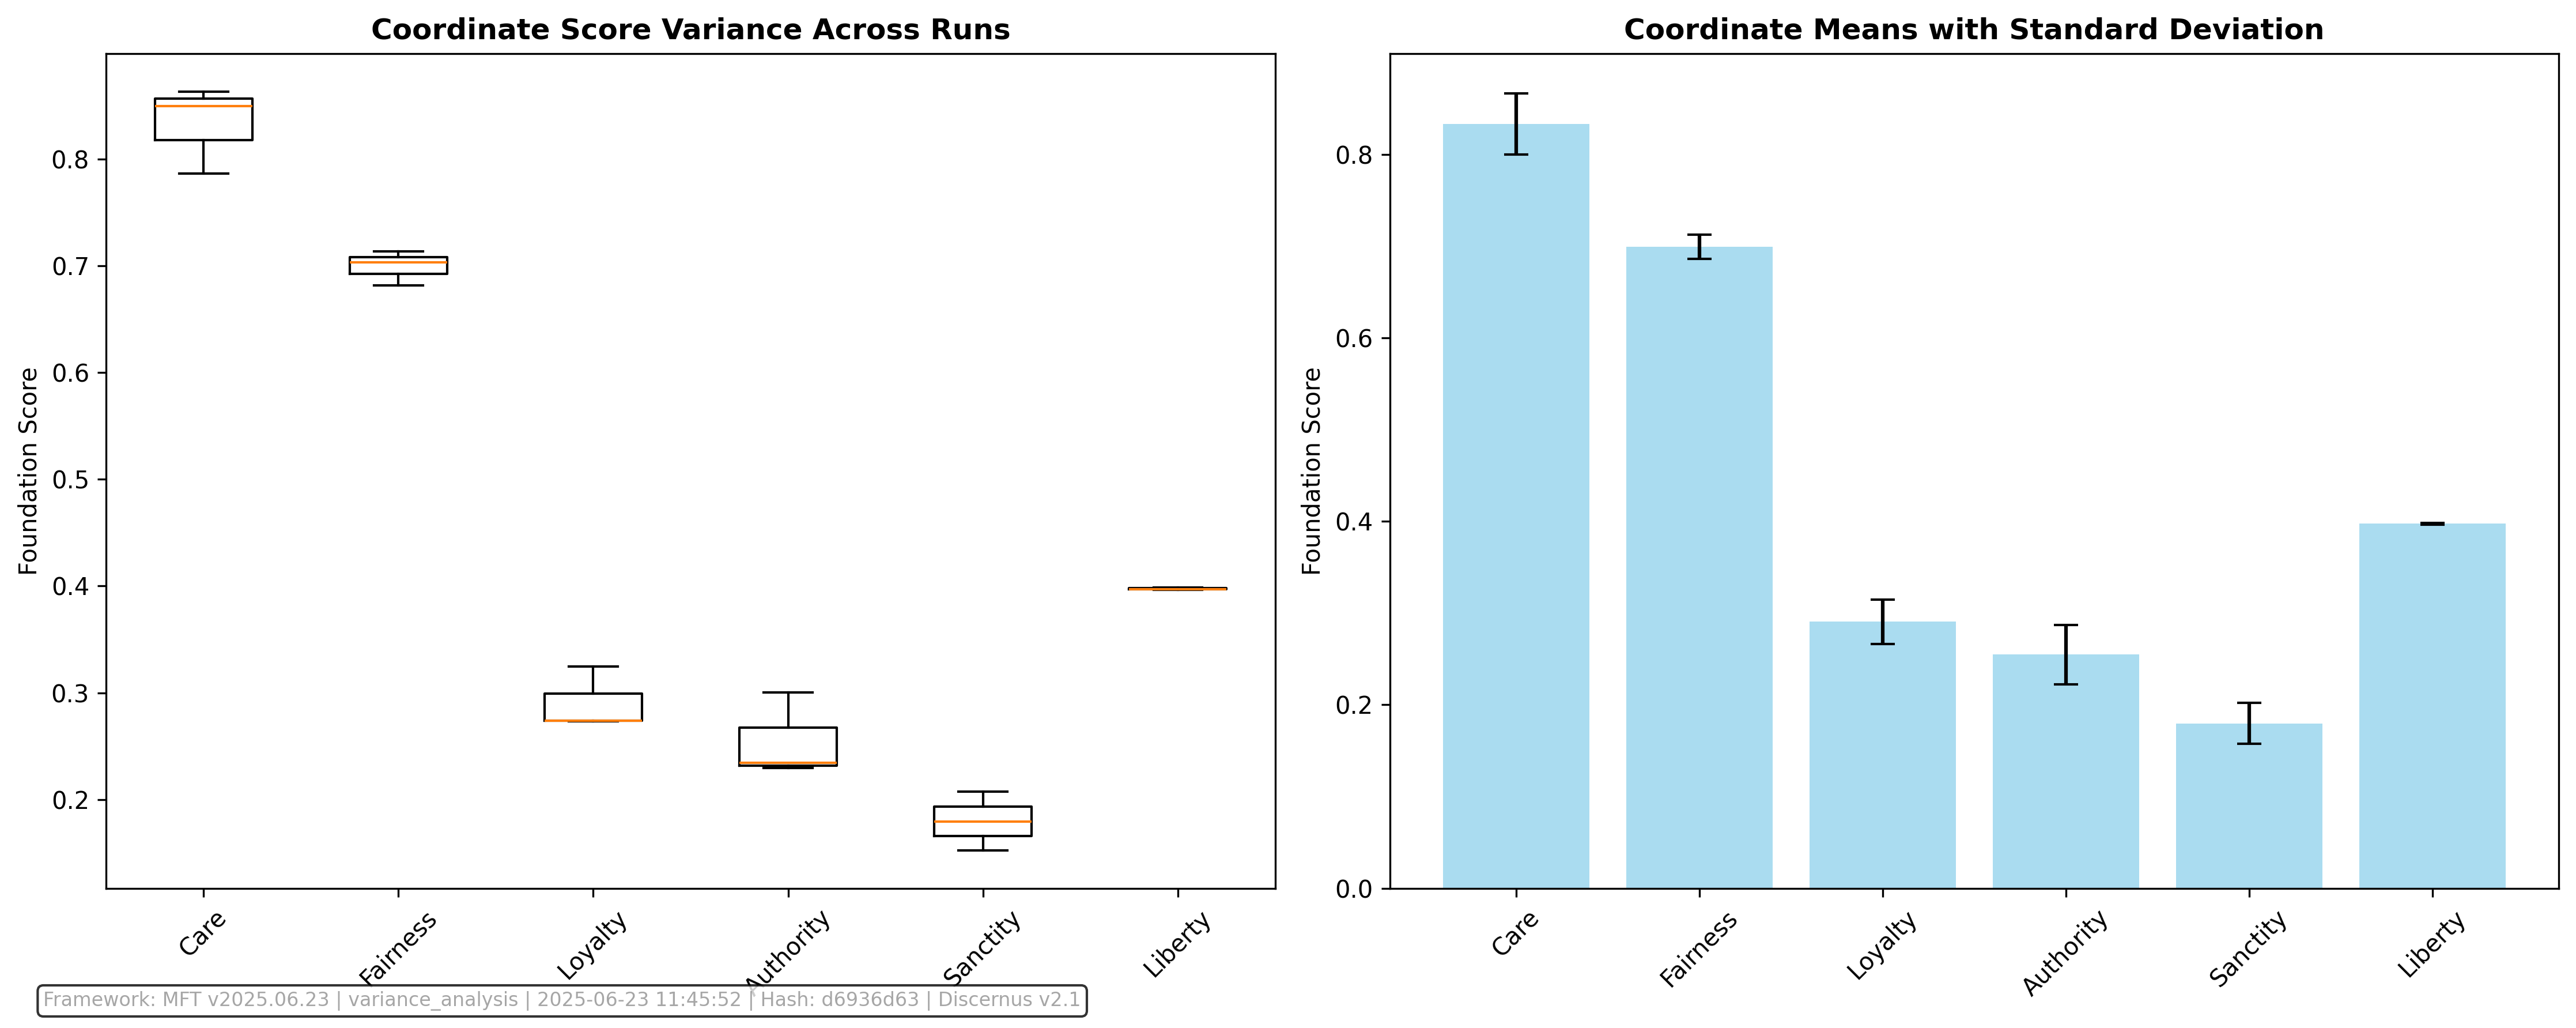 Coordinate Score Variance Across Runs
Foundation Score
0.8
0.7
0.6
0.5
0.4
0.3
0.2
Care
Fairness
Loyalty
Authority
Sanctity
Liberty
Coordinate Means with Standard Deviation
Foundation Score
0.8
0.6
0.4
0.2
0.0
Care
Fairness
Loyalty
Authority
Sanctity
Liberty
Framework: MFT v2025.06.23 | variance_analysis | 2025-06-23 11:45:52 | Hash: d6936d63 | Discernus v2.1